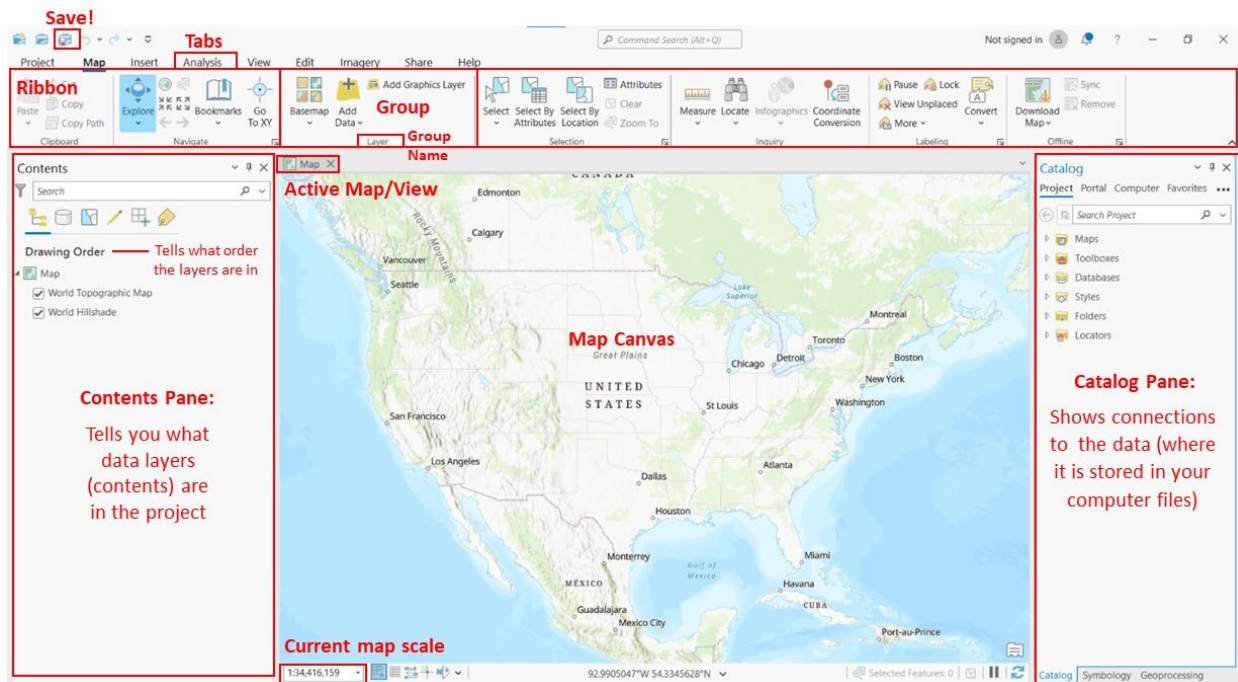 Save!
Tabs
Command Search (Alt+Q)
Not signed in
Project Map Insert Analysis View Edit Imagery Share Help
Ribbon
Paste
Copy
Copy Path
Clipboard
Explore
Bookmarks
Go To XY
Navigate
Basemap
Add Data
Add Graphics Layer
Group
Layer
Group Name
Select
Select By Attributes
Select By Location
Attributes
Clear
Zoom To
Selection
Measure
Locate
Infographics
Coordinate Conversion
Inquiry
Pause
Lock
View Unplaced
More
Convert
Labeling
Download Map
Sync
Remove
Offline
Contents
Search
Drawing Order
Tells what order
the layers are in
Map
World Topographic Map
World Hillshade
Contents Pane:
Tells you what
data layers
(contents) are
in the project
Map
Active Map/View
CANADA
Edmonton
Rocky Mountains
Calgary
Vancouver
Seattle
Lake Superior
Montreal
Map Canvas
Great Plains
Toronto
Chicago
Detroit
Boston
New York
UNITED
STATES
St Louis
Washington
San Francisco
Los Angeles
Atlanta
Dallas
Houston
Monterrey
Gulf of Mexico
Miami
MÉXICO
Havana
CUBA
Guadalajara
Mexico City
Port-au-Prince
Current map scale
1:34,416,159
92.9905047°W 54.3345628°N
Selected Features: 0
Catalog
Project Portal Computer Favorites
Search Project
Maps
Toolboxes
Databases
Styles
Folders
Locators
Catalog Pane:
Shows connections
to the data (where
it is stored in your
computer files)
Catalog Symbology Geoprocessing